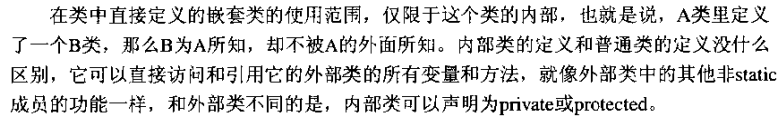 在类中直接定义的嵌套类的使用范围，仅限于这个类的内部，也就是说，A类里定义
了一个B类，那么B为A所知，却不被A的外面所知。内部类的定义和普通类的定义没什么
区别，它可以直接访问和引用它的外部类的所有变量和方法，就像外部类中的其他非static
成员的功能一样，和外部类不同的是，内部类可以声明为private或protected。